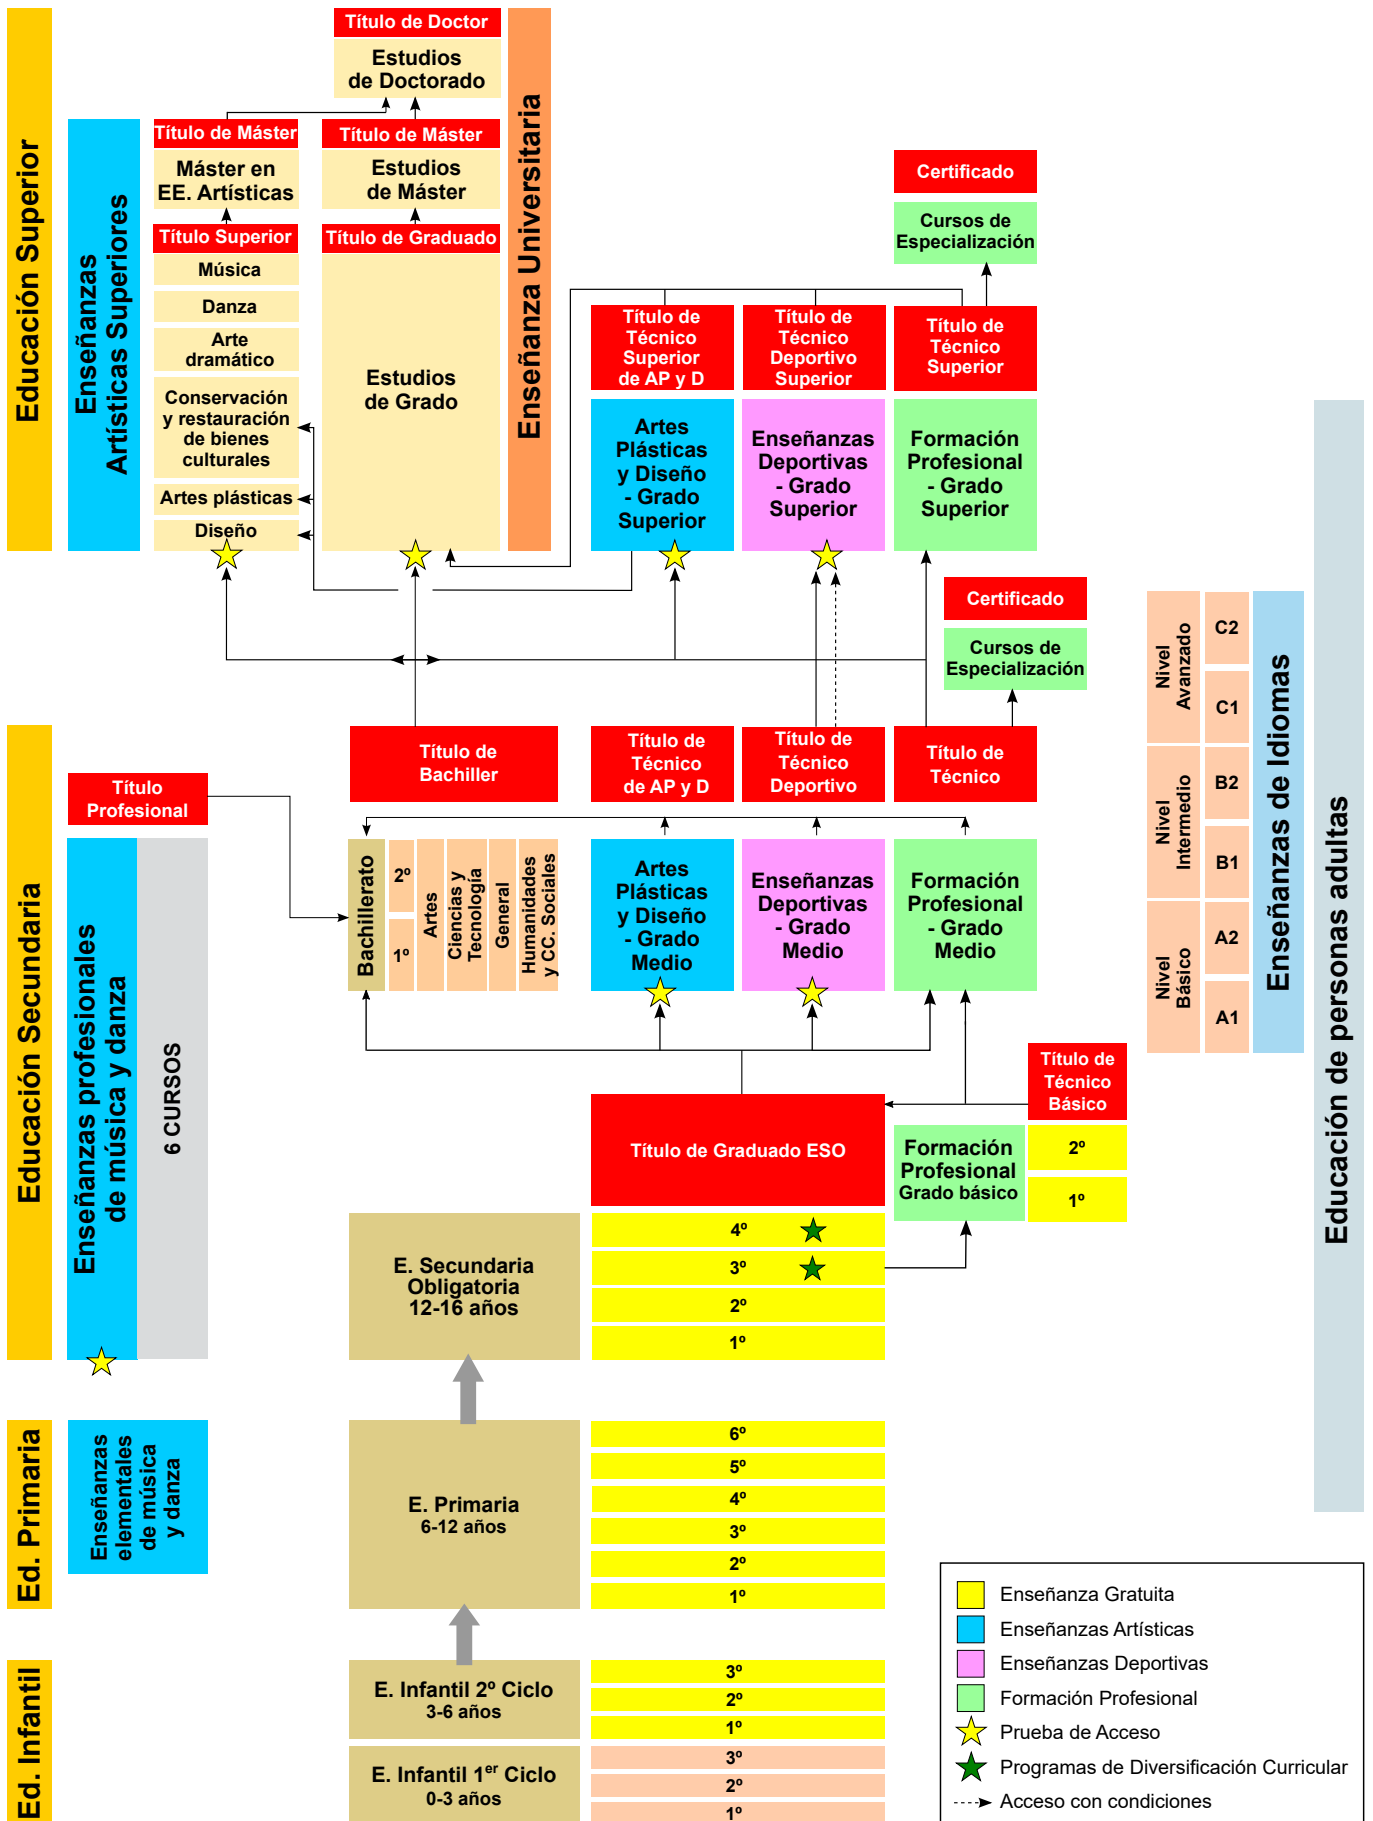 Educación Superior
Enseñanzas
Artísticas Superiores
Título de Doctor
Estudios
de Doctorado
Título de Máster
Máster en
EE. Artísticas
Título Superior
Música
Danza
Arte
dramático
Conservación
y restauración
de bienes
culturales
Artes plásticas
Diseño
Título de Máster
Estudios
de Máster
Título de Graduado
Estudios
de Grado
Enseñanza Universitaria
Título de
Técnico
Superior
de AP y D
Artes
Plásticas
y Diseño
- Grado
Superior
Título de
Técnico
Deportivo
Superior
Enseñanzas
Deportivas
- Grado
Superior
Certificado
Cursos de
Especialización
Título de
Técnico
Superior
Formación
Profesional
- Grado
Superior
Certificado
Cursos de
Especialización
Educación Secundaria
Título
Profesional
Enseñanzas profesionales
de música y danza
6 CURSOS
Título de
Bachiller
Bachillerato
2º
1º
Artes
Ciencias y
Tecnología
General
Humanidades
y CC. Sociales
Título de
Técnico
de AP y D
Artes
Plásticas
y Diseño
- Grado
Medio
Título de
Técnico
Deportivo
Enseñanzas
Deportivas
- Grado
Medio
Título de
Técnico
Formación
Profesional
- Grado
Medio
Título de Graduado ESO
Título de
Técnico
Básico
Formación
Profesional
Grado básico
2º
1º
E. Secundaria
Obligatoria
12-16 años
4º
3º
2º
1º
Ed. Primaria
Enseñanzas
elementales
de música
y danza
E. Primaria
6-12 años
6º
5º
4º
3º
2º
1º
Ed. Infantil
E. Infantil 2º Ciclo
3-6 años
3º
2º
1º
E. Infantil 1er Ciclo
0-3 años
3º
2º
1º
Nivel
Avanzado
C2
C1
Nivel
Intermedio
B2
B1
Nivel
Básico
A2
A1
Enseñanzas de Idiomas
Educación de personas adultas
Enseñanza Gratuita
Enseñanzas Artísticas
Enseñanzas Deportivas
Formación Profesional
Prueba de Acceso
Programas de Diversificación Curricular
Acceso con condiciones